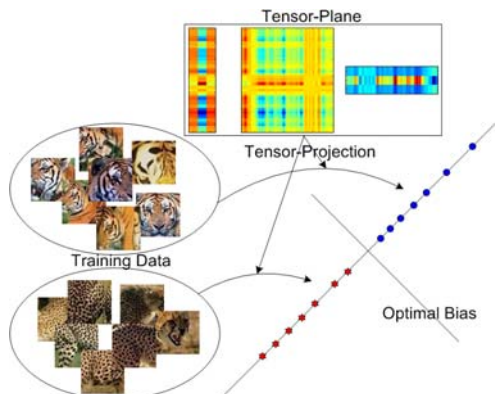 Tensor-Plane
Tensor-Projection
Training Data
Optimal Bias